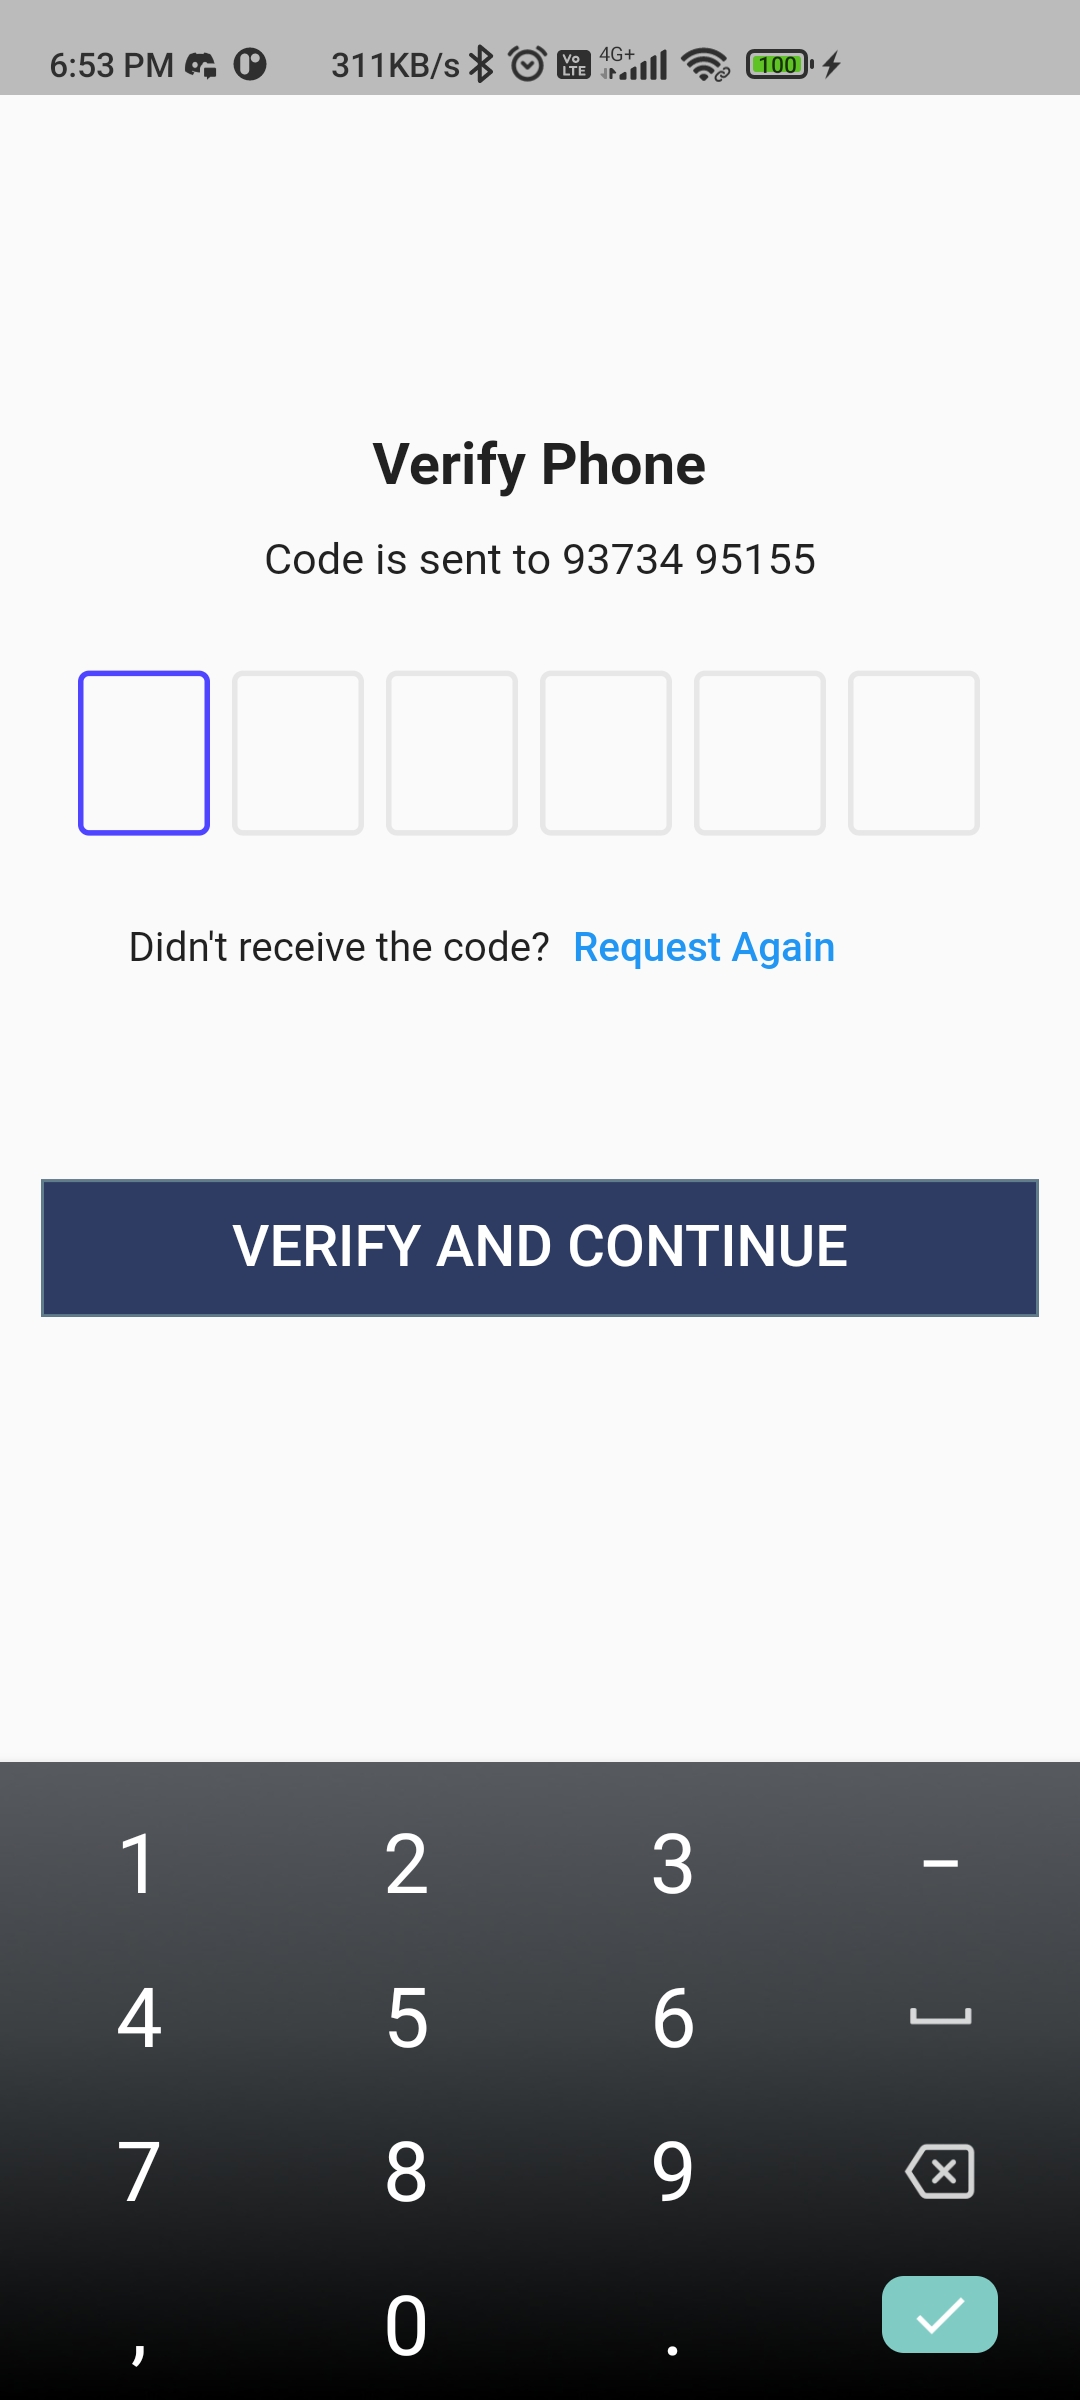 6:53 PM 311KB/s Vo LTE 4G+ 100
Verify Phone
Code is sent to 93734 95155
Didn't receive the code? Request Again
VERIFY AND CONTINUE
1 2 3 –
4 5 6
7 8 9
, 0 .